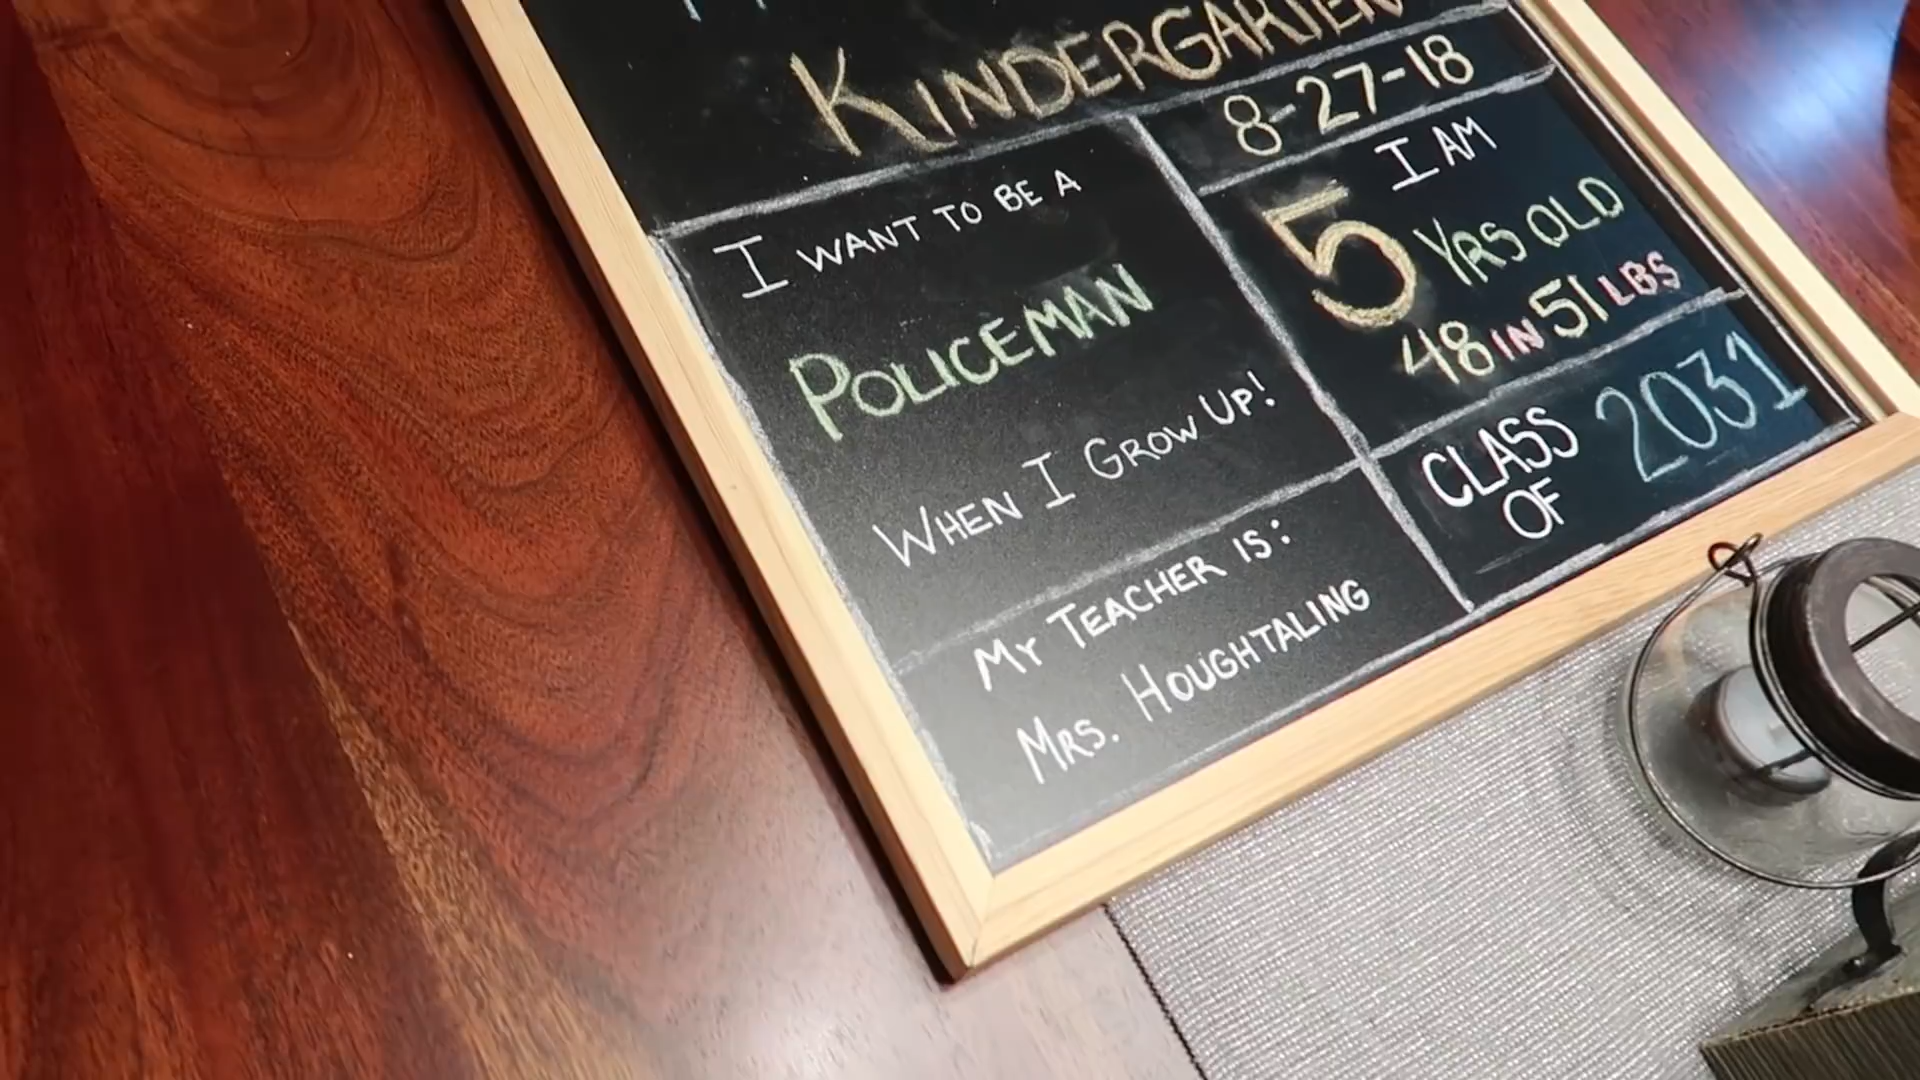 KINDERGARTEN
8-27-18
I WANT TO BE A
POLICEMAN
WHEN I GROW UP!
I AM
5 YRS OLD
48 IN 51 LBS
MY TEACHER IS:
MRS. HOUGHTALING
CLASS
OF 2031